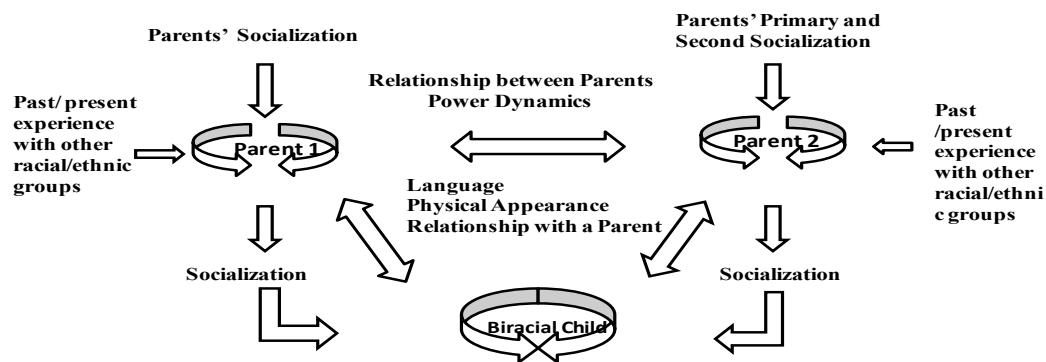 Parents' Socialization
Parents' Primary and
Second Socialization
Relationship between Parents
Power Dynamics
Past/ present
experience
with other
racial/ethnic
groups
Parent 1
Parent 2
Past
/present
experience
with other
racial/ethni
c groups
Language
Physical Appearance
Relationship with a Parent
Socialization
Socialization
Biracial Child